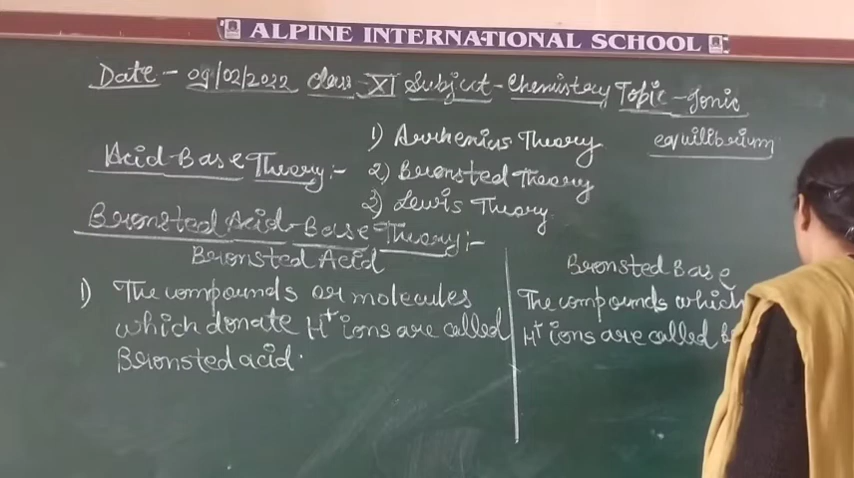 ALPINE INTERNATIONAL SCHOOL
Date - 09/02/2022 class - XI Subject - Chemistry Topic - Ionic
equilibrium
Acid-Base Theory:-
1) Arrhenius Theory
2) Bronsted Theory
3) Lewis Theory
Bronsted Acid-Base Theory:-
Bronsted Acid
1) The compounds or molecules
which donate H+ ions are called
Bronsted acid.
Bronsted Base
The compounds which
H+ ions are called